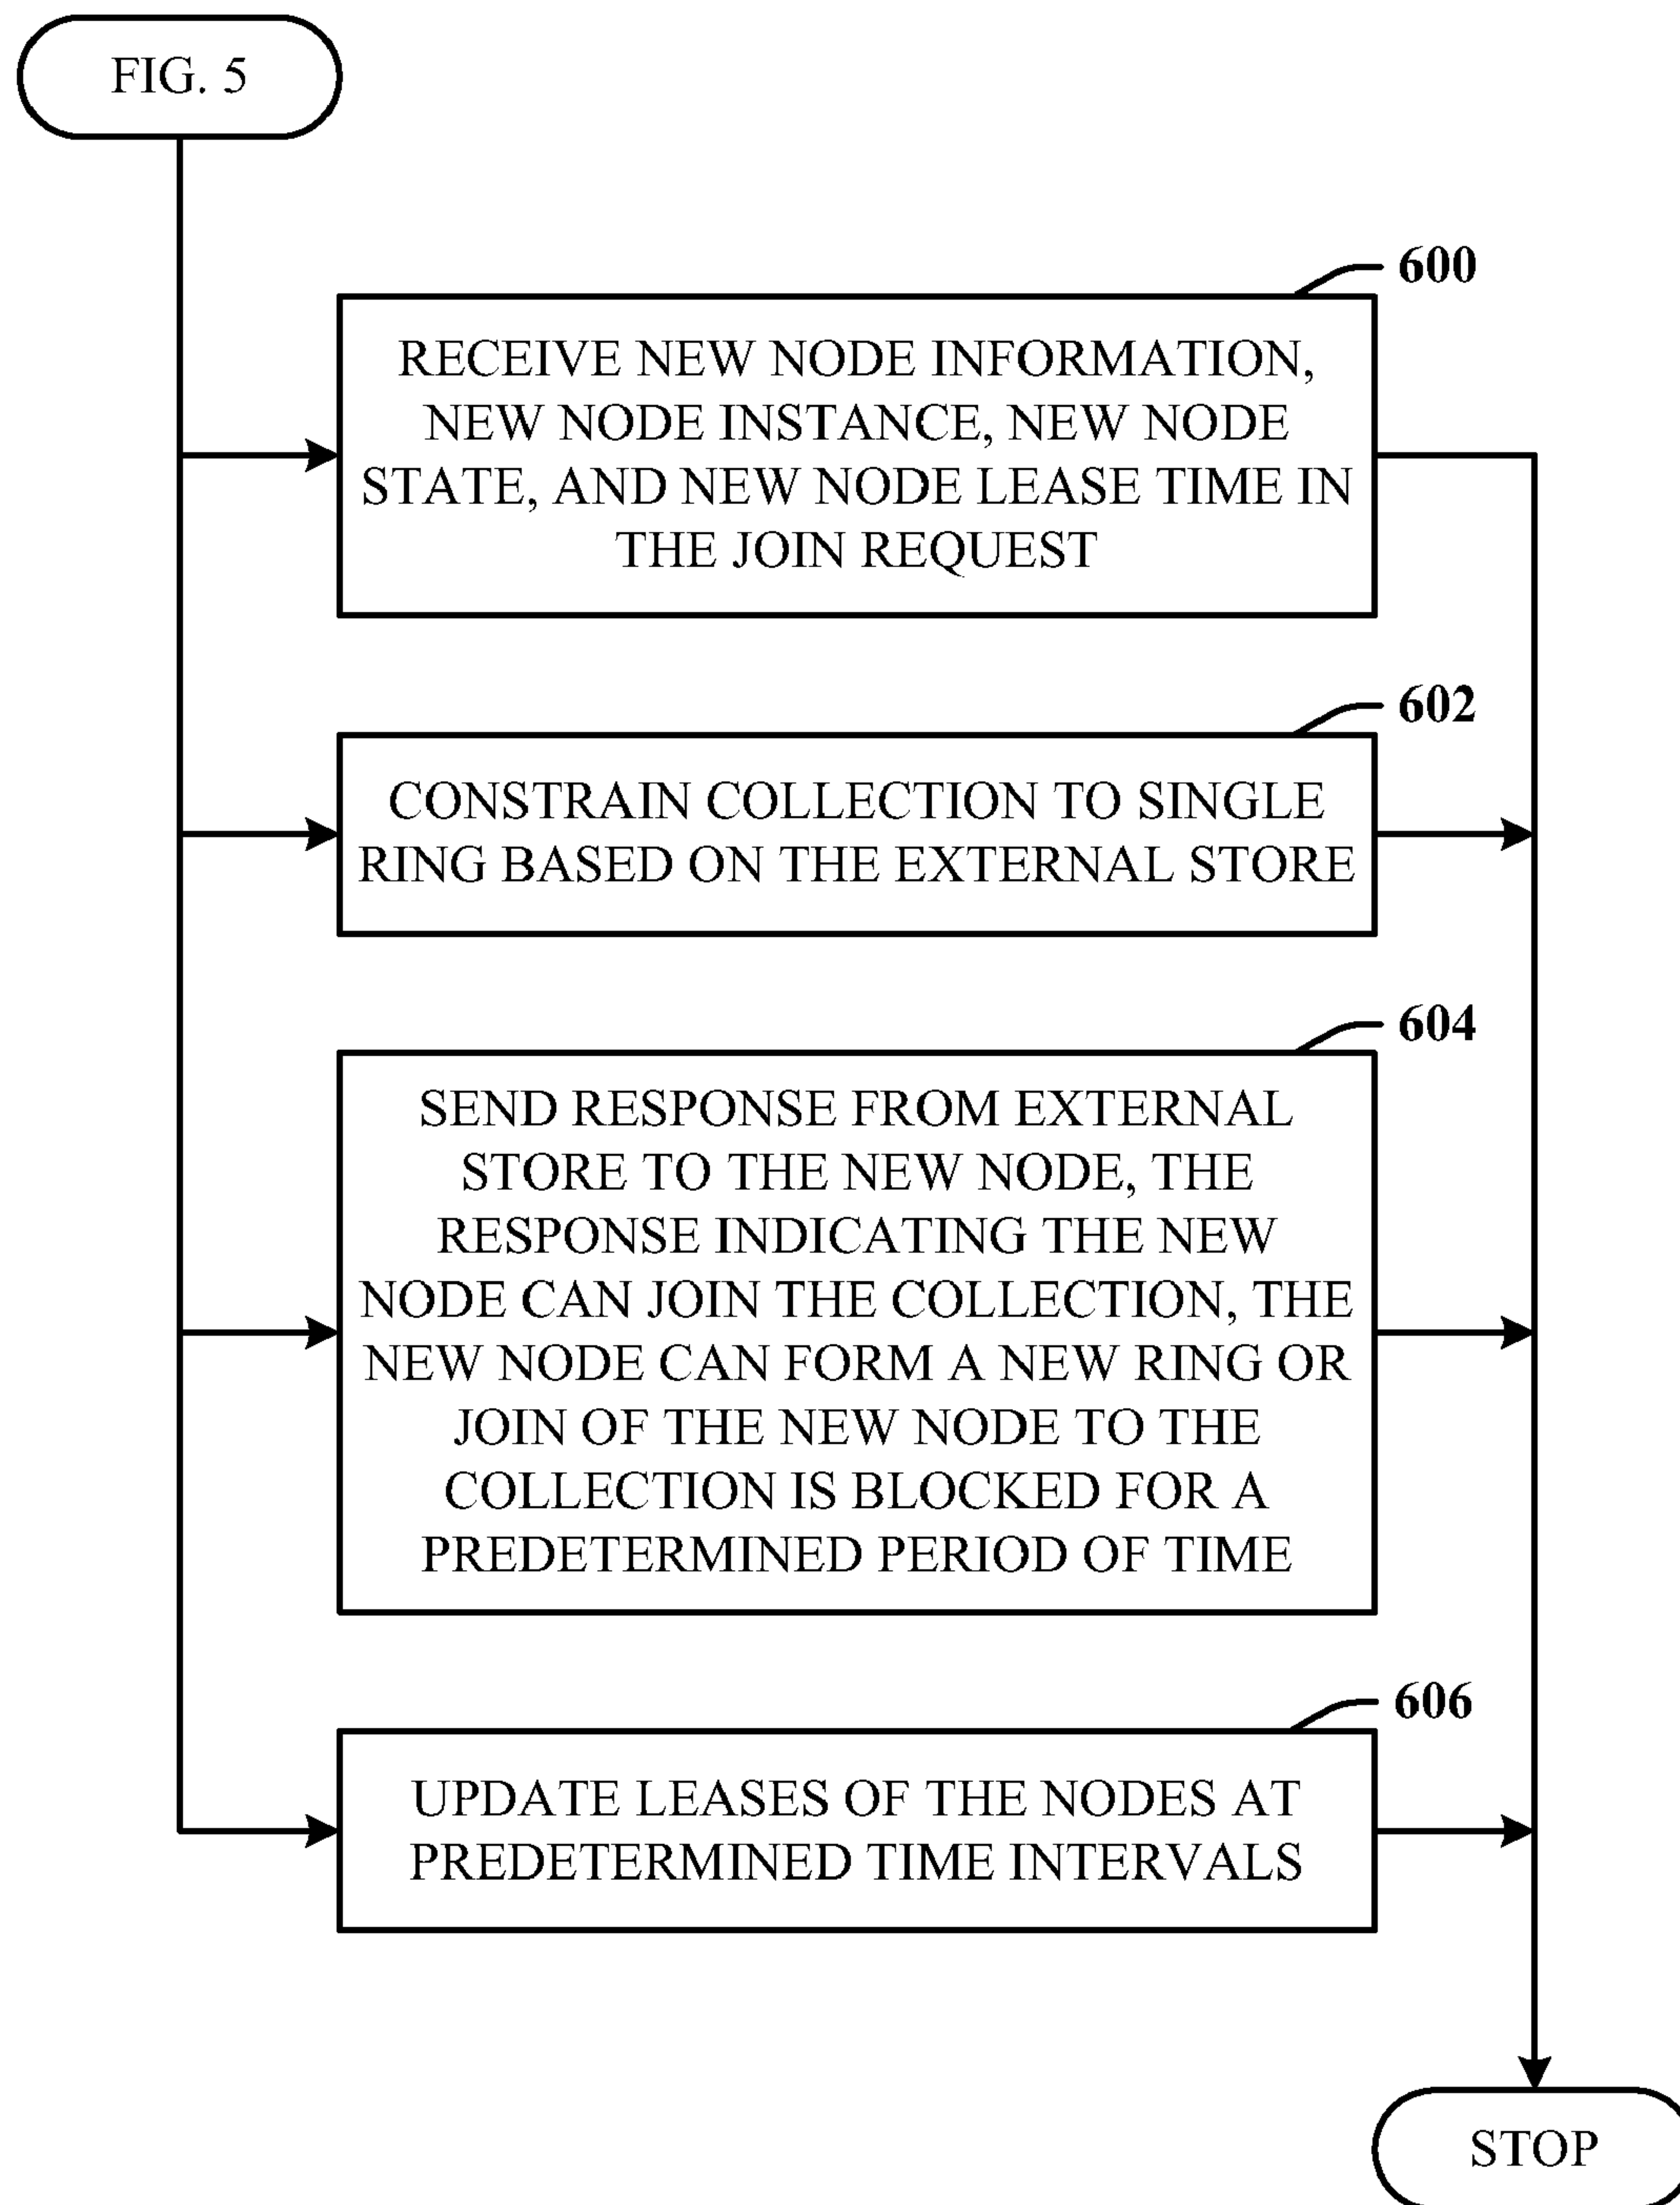 FIG. 5
600
RECEIVE NEW NODE INFORMATION,
NEW NODE INSTANCE, NEW NODE
STATE, AND NEW NODE LEASE TIME IN
THE JOIN REQUEST
602
CONSTRAIN COLLECTION TO SINGLE
RING BASED ON THE EXTERNAL STORE
604
SEND RESPONSE FROM EXTERNAL
STORE TO THE NEW NODE, THE
RESPONSE INDICATING THE NEW
NODE CAN JOIN THE COLLECTION, THE
NEW NODE CAN FORM A NEW RING OR
JOIN OF THE NEW NODE TO THE
COLLECTION IS BLOCKED FOR A
PREDETERMINED PERIOD OF TIME
606
UPDATE LEASES OF THE NODES AT
PREDETERMINED TIME INTERVALS
STOP